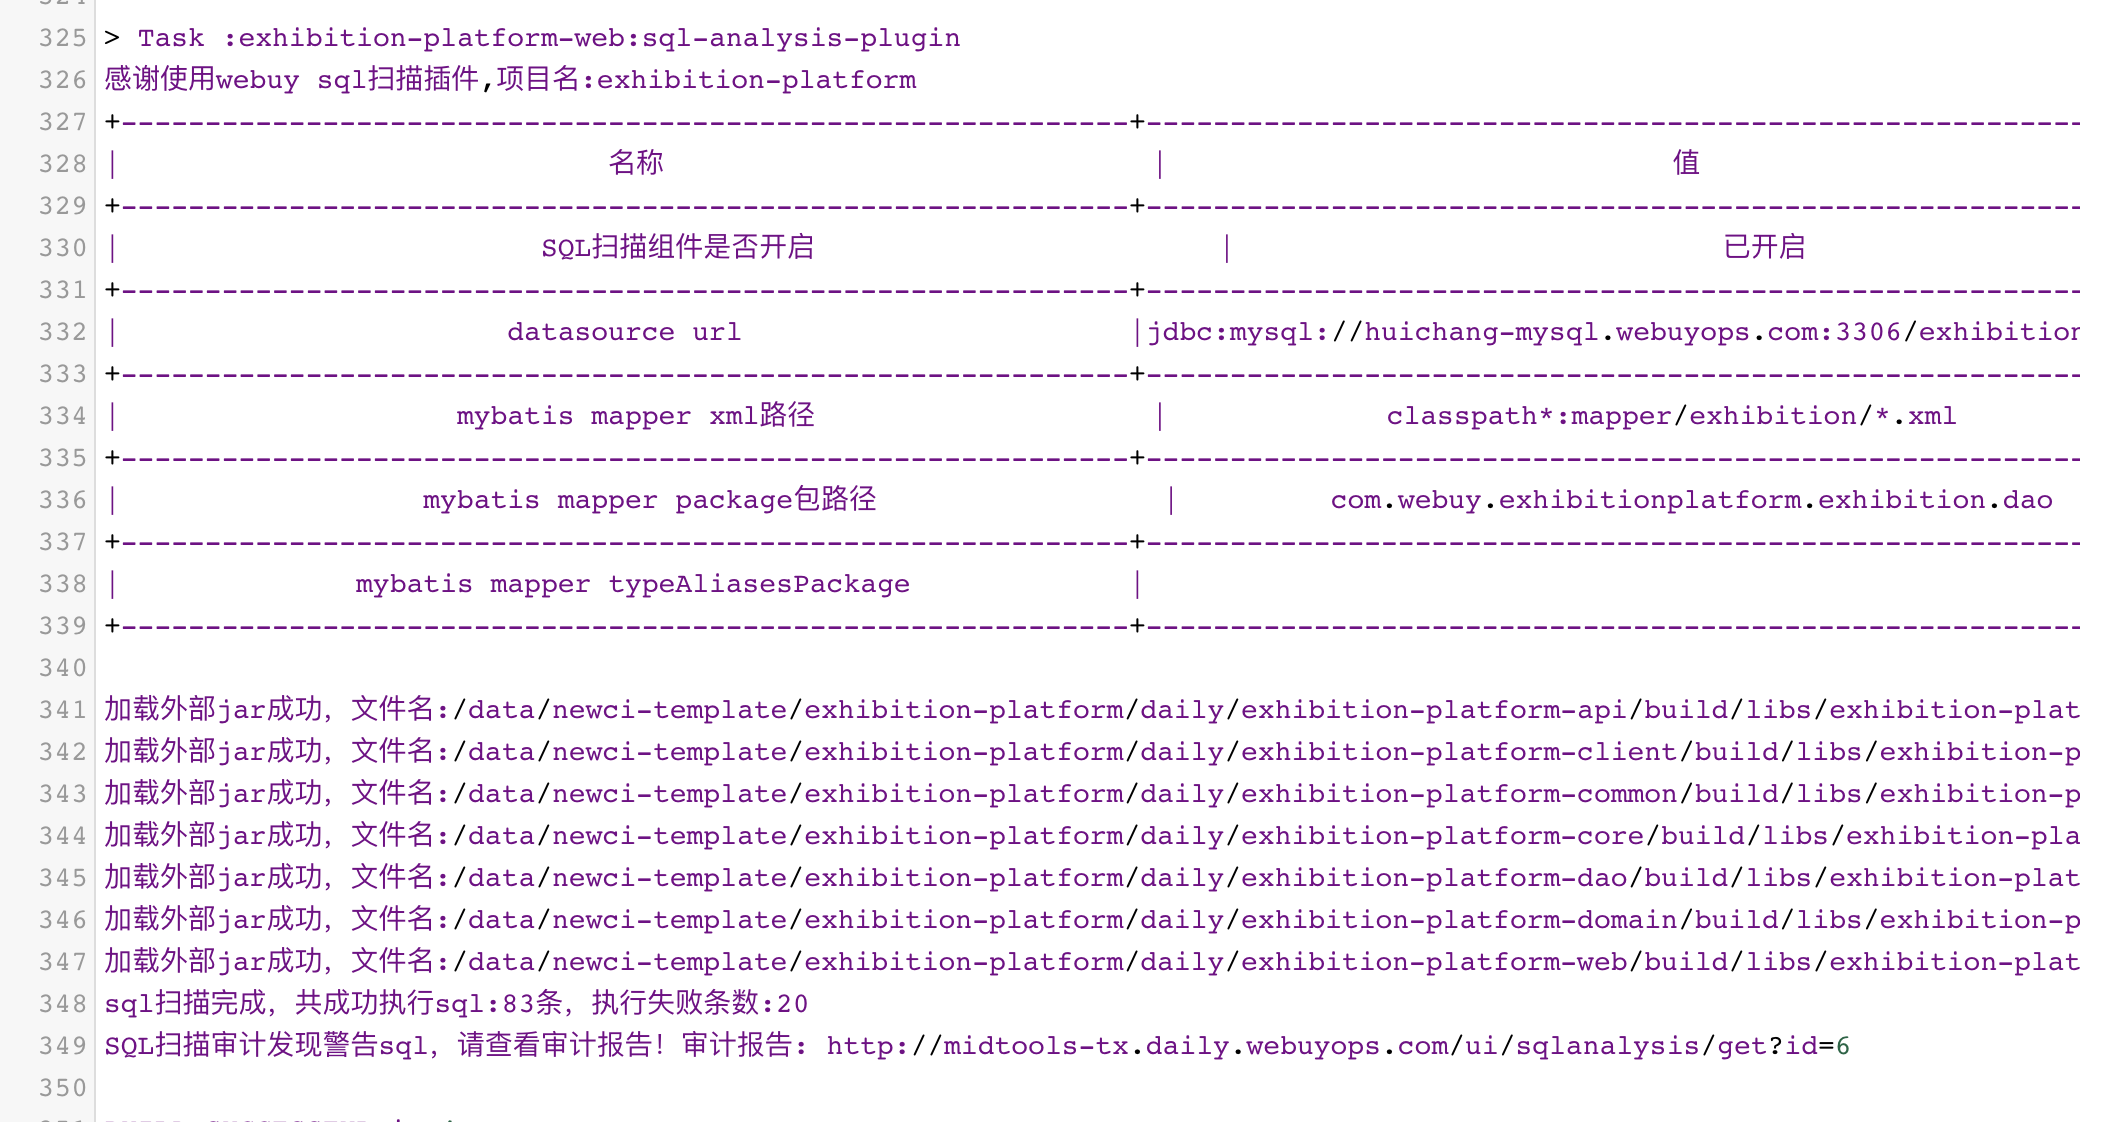 325 > Task :exhibition-platform-web:sql-analysis-plugin
326 感谢使用webuy sql扫描插件,项目名:exhibition-platform
327 +------------------------------------------------------------+--------------------------------------------------------
328 | 名称 | 值
329 +------------------------------------------------------------+--------------------------------------------------------
330 | SQL扫描组件是否开启 | 已开启
331 +------------------------------------------------------------+--------------------------------------------------------
332 | datasource url |jdbc:mysql://huichang-mysql.webuyops.com:3306/exhibition
333 +------------------------------------------------------------+--------------------------------------------------------
334 | mybatis mapper xml路径 | classpath*:mapper/exhibition/*.xml
335 +------------------------------------------------------------+--------------------------------------------------------
336 | mybatis mapper package包路径 | com.webuy.exhibitionplatform.exhibition.dao
337 +------------------------------------------------------------+--------------------------------------------------------
338 | mybatis mapper typeAliasesPackage |
339 +------------------------------------------------------------+--------------------------------------------------------
340
341 加载外部jar成功，文件名:/data/newci-template/exhibition-platform/daily/exhibition-platform-api/build/libs/exhibition-plat
342 加载外部jar成功，文件名:/data/newci-template/exhibition-platform/daily/exhibition-platform-client/build/libs/exhibition-p
343 加载外部jar成功，文件名:/data/newci-template/exhibition-platform/daily/exhibition-platform-common/build/libs/exhibition-p
344 加载外部jar成功，文件名:/data/newci-template/exhibition-platform/daily/exhibition-platform-core/build/libs/exhibition-pla
345 加载外部jar成功，文件名:/data/newci-template/exhibition-platform/daily/exhibition-platform-dao/build/libs/exhibition-plat
346 加载外部jar成功，文件名:/data/newci-template/exhibition-platform/daily/exhibition-platform-domain/build/libs/exhibition-p
347 加载外部jar成功，文件名:/data/newci-template/exhibition-platform/daily/exhibition-platform-web/build/libs/exhibition-plat
348 sql扫描完成，共成功执行sql:83条，执行失败条数:20
349 SQL扫描审计发现警告sql，请查看审计报告！审计报告: http://midtools-tx.daily.webuyops.com/ui/sqlanalysis/get?id=6
350